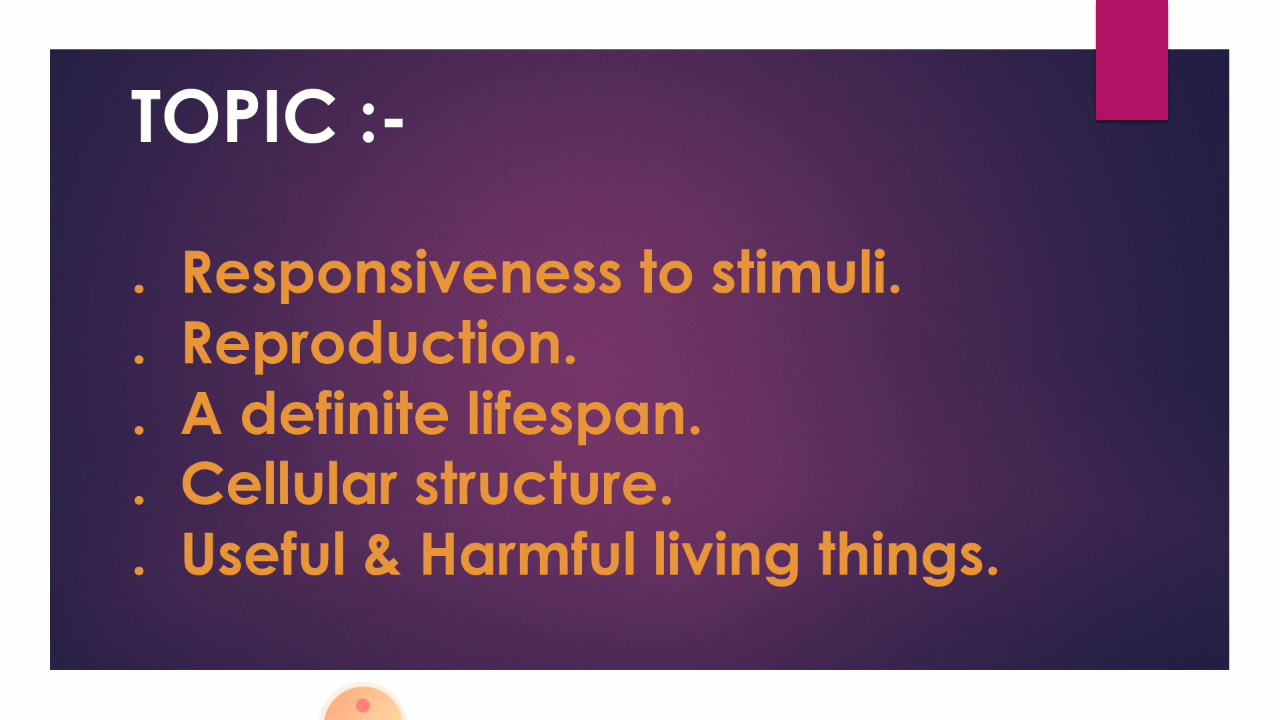 TOPIC :-
. Responsiveness to stimuli.
. Reproduction.
. A definite lifespan.
. Cellular structure.
. Useful & Harmful living things.